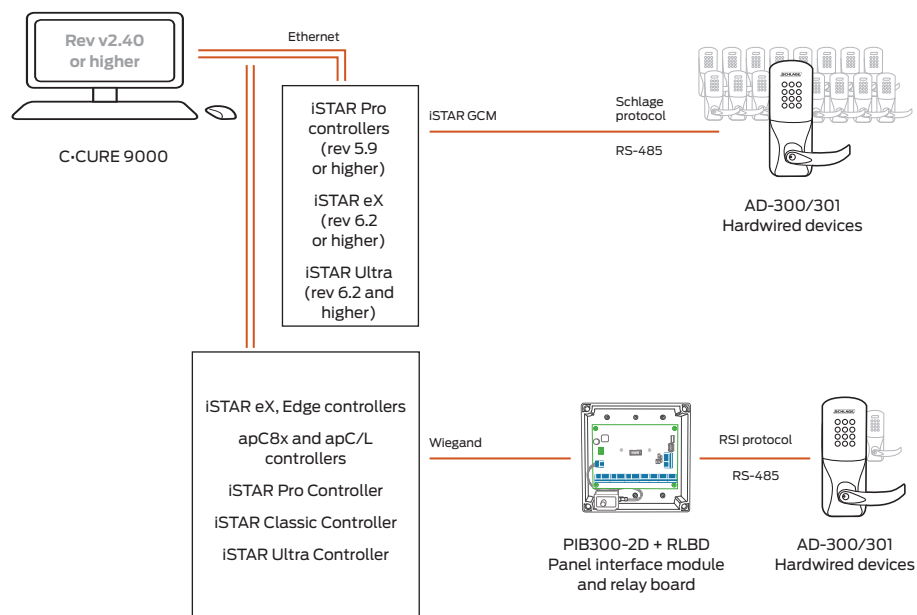 Rev v2.40
or higher
C•CURE 9000
Ethernet
iSTAR Pro
controllers
(rev 5.9
or higher)
iSTAR eX
(rev 6.2
or higher)
iSTAR Ultra
(rev 6.2 and
higher)
iSTAR GCM
Schlage
protocol
RS-485
SCHLAGE
AD-300/301
Hardwired devices
iSTAR eX, Edge controllers
apC8x and apC/L
controllers
iSTAR Pro Controller
iSTAR Classic Controller
iSTAR Ultra Controller
Wiegand
PIB300-2D + RLBD
Panel interface module
and relay board
RSI protocol
RS-485
SCHLAGE
AD-300/301
Hardwired devices